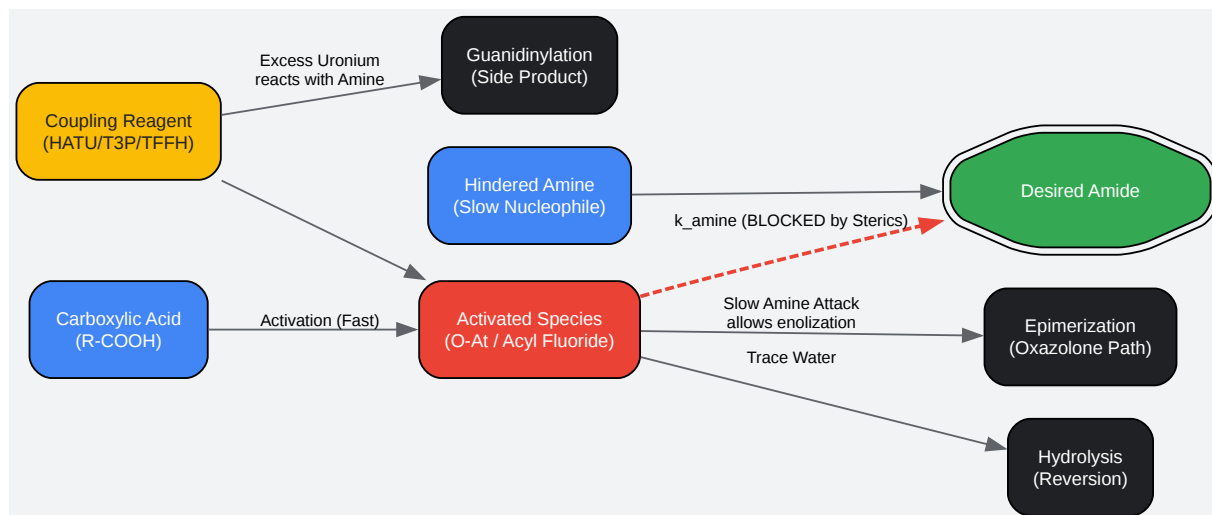 Excess Uronium
reacts with Amine
Guanidinylation
(Side Product)
Coupling Reagent
(HATU/T3P/TFFH)
Hindered Amine
(Slow Nucleophile)
Desired Amide
k_amine (BLOCKED by Sterics)
Carboxylic Acid
(R-COOH)
Activation (Fast)
Activated Species
(O-At / Acyl Fluoride)
Slow Amine Attack
allows enolization
Epimerization
(Oxazolone Path)
Trace Water
Hydrolysis
(Reversion)